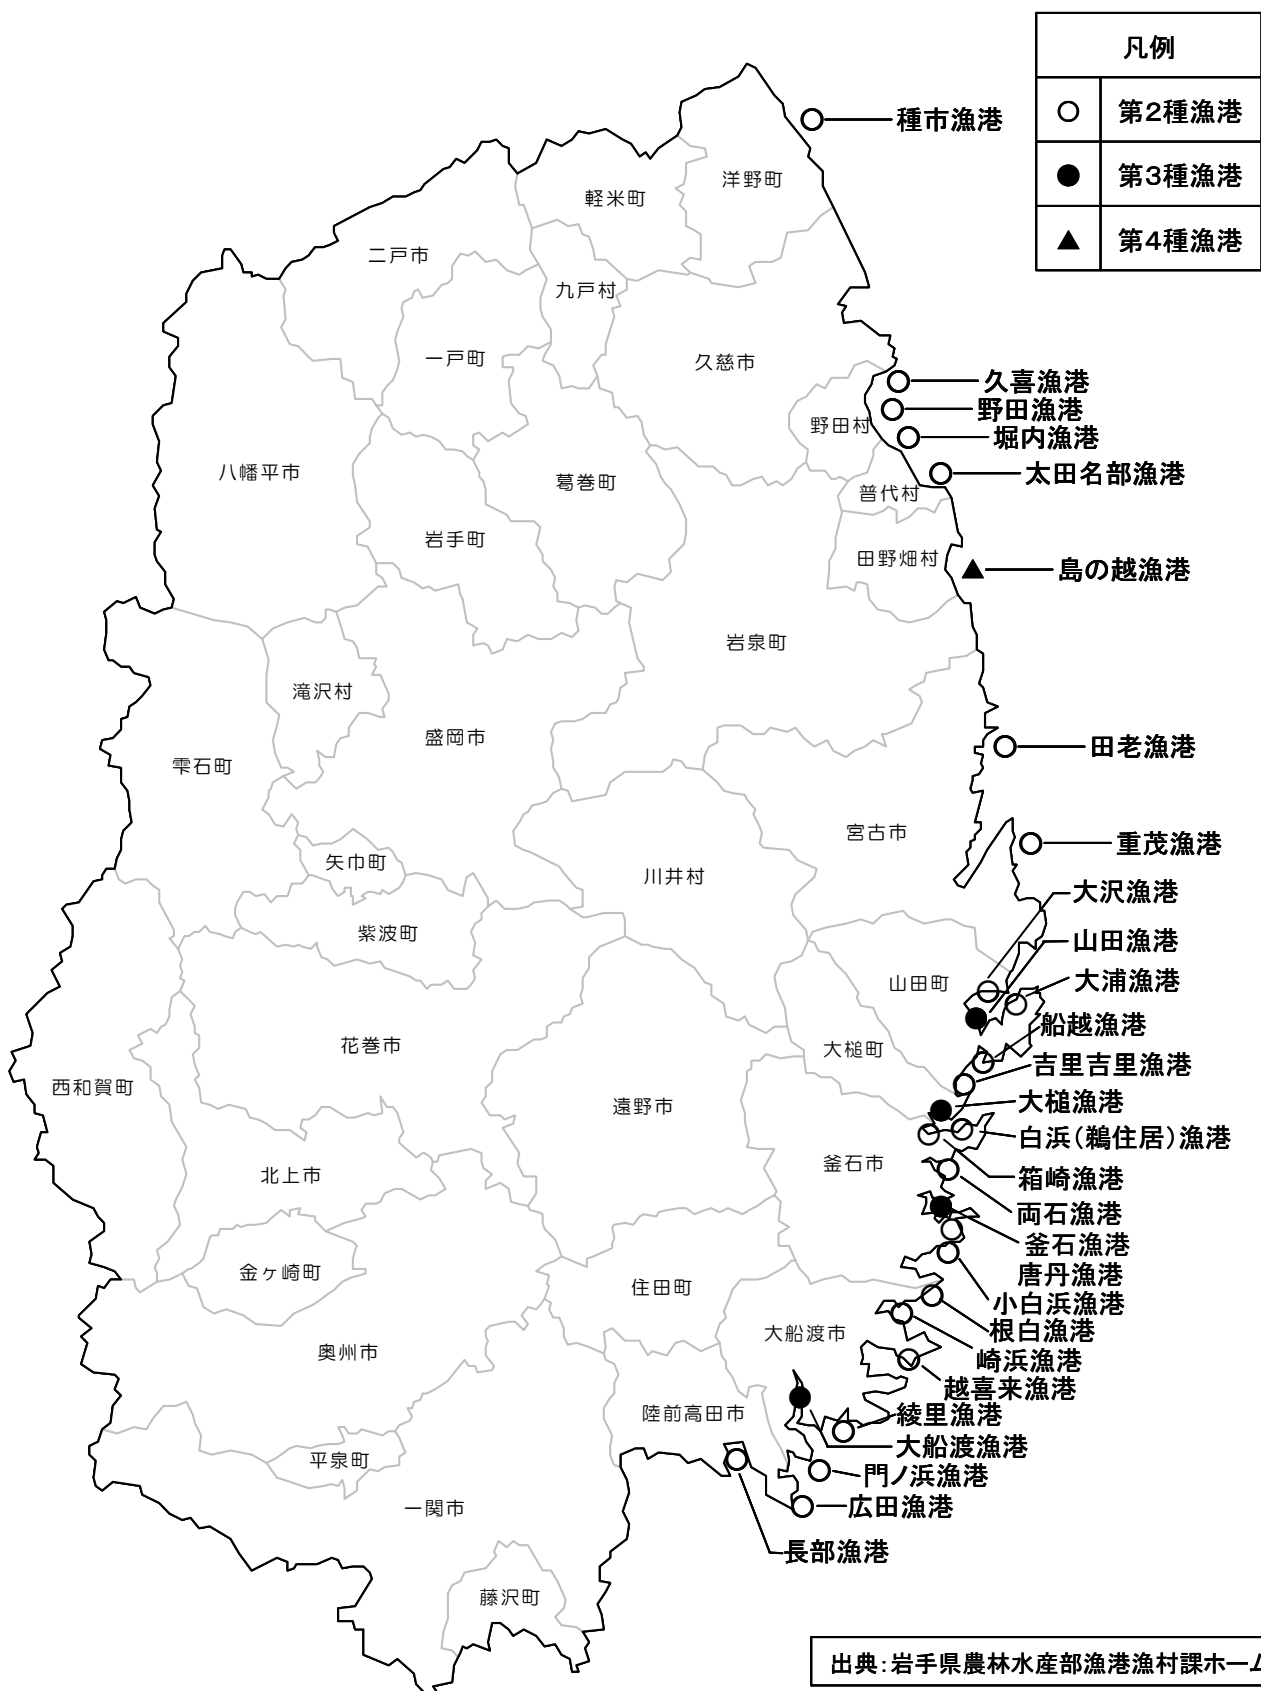 凡例
第2種漁港
第3種漁港
第4種漁港
種市漁港
洋野町
軽米町
二戸市
九戸村
一戸町
久慈市
久喜漁港
野田漁港
野田村
堀内漁港
八幡平市
葛巻町
太田名部漁港
普代村
岩手町
田野畑村
島の越漁港
岩泉町
滝沢村
盛岡市
田老漁港
雫石町
宮古市
重茂漁港
矢巾町
川井村
大沢漁港
紫波町
山田漁港
山田町
大浦漁港
船越漁港
花巻市
大槌町
吉里吉里漁港
西和賀町
遠野市
大槌漁港
白浜(鵜住居)漁港
釜石市
北上市
箱崎漁港
両石漁港
釜石漁港
金ヶ崎町
唐丹漁港
住田町
小白浜漁港
大船渡市
根白漁港
奥州市
崎浜漁港
越喜来漁港
陸前高田市
綾里漁港
大船渡漁港
平泉町
門ノ浜漁港
一関市
広田漁港
長部漁港
藤沢町
出典:岩手県農林水産部漁港漁村課ホーム